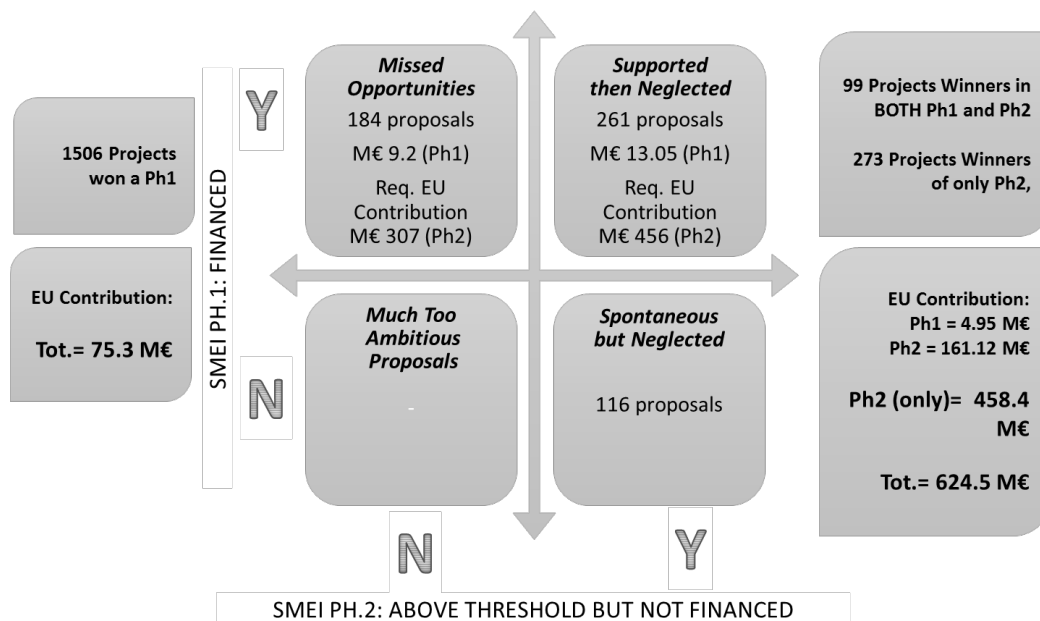 1506 Projects
won a Ph1
EU Contribution:
Tot.= 75.3 M€
SMEI PH.1: FINANCED
Y
N
Missed
Opportunities
184 proposals
M€ 9.2 (Ph1)
Req. EU
Contribution
M€ 307 (Ph2)
Supported
then Neglected
261 proposals
M€ 13.05 (Ph1)
Req. EU
Contribution
M€ 456 (Ph2)
Much Too
Ambitious
Proposals
-
Spontaneous
but Neglected
116 proposals
N
Y
SMEI PH.2: ABOVE THRESHOLD BUT NOT FINANCED
99 Projects Winners in
BOTH Ph1 and Ph2
273 Projects Winners
of only Ph2,
EU Contribution:
Ph1 = 4.95 M€
Ph2 = 161.12 M€
Ph2 (only)= 458.4
M€
Tot.= 624.5 M€